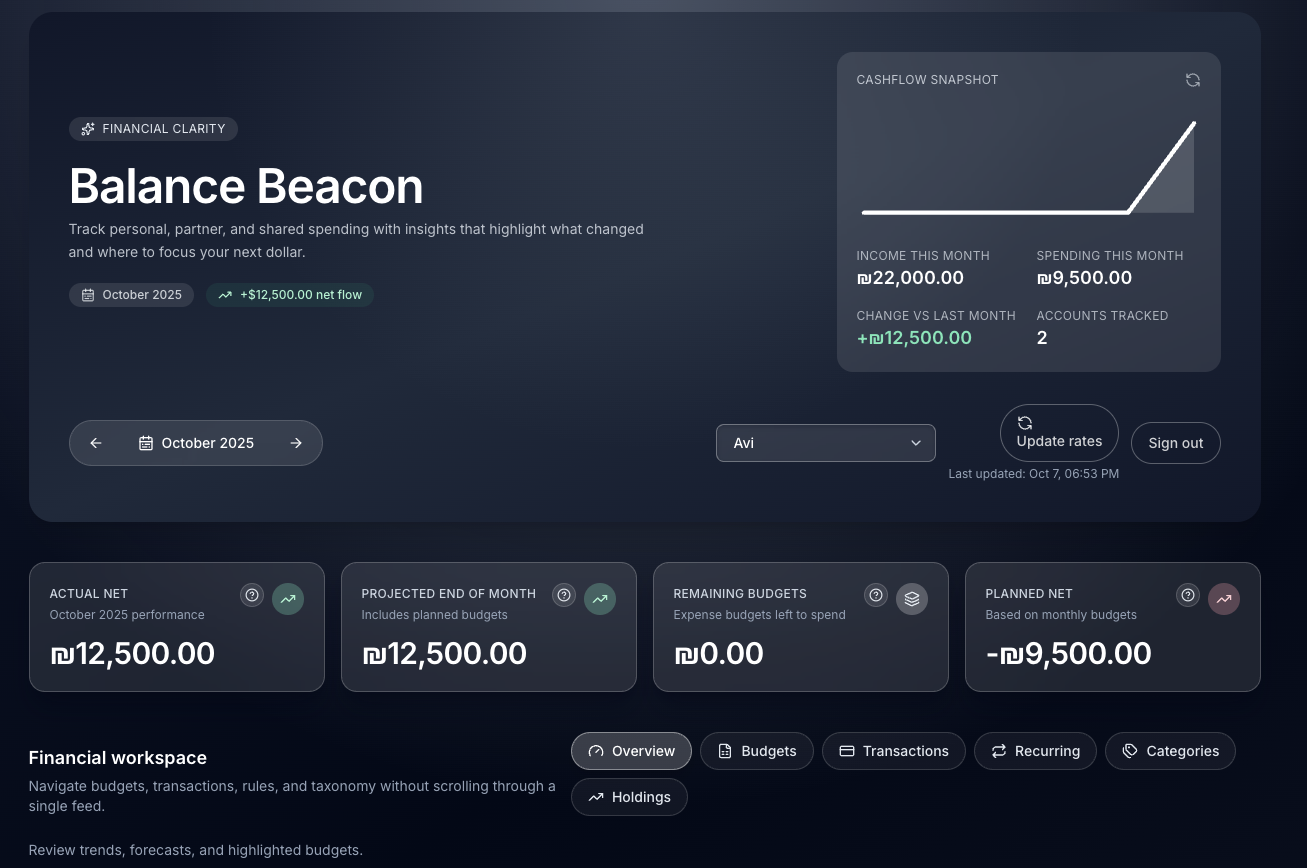 FINANCIAL CLARITY
Balance Beacon
Track personal, partner, and shared spending with insights that highlight what changed
and where to focus your next dollar.
October 2025
+$12,500.00 net flow
CASHFLOW SNAPSHOT
INCOME THIS MONTH
₪22,000.00
SPENDING THIS MONTH
₪9,500.00
CHANGE VS LAST MONTH
+₪12,500.00
ACCOUNTS TRACKED
2
October 2025
Avi
Update rates
Last updated: Oct 7, 06:53 PM
Sign out
ACTUAL NET
October 2025 performance
₪12,500.00
PROJECTED END OF MONTH
Includes planned budgets
₪12,500.00
REMAINING BUDGETS
Expense budgets left to spend
₪0.00
PLANNED NET
Based on monthly budgets
-₪9,500.00
Financial workspace
Navigate budgets, transactions, rules, and taxonomy without scrolling through a
single feed.
Overview
Budgets
Transactions
Recurring
Categories
Holdings
Review trends, forecasts, and highlighted budgets.